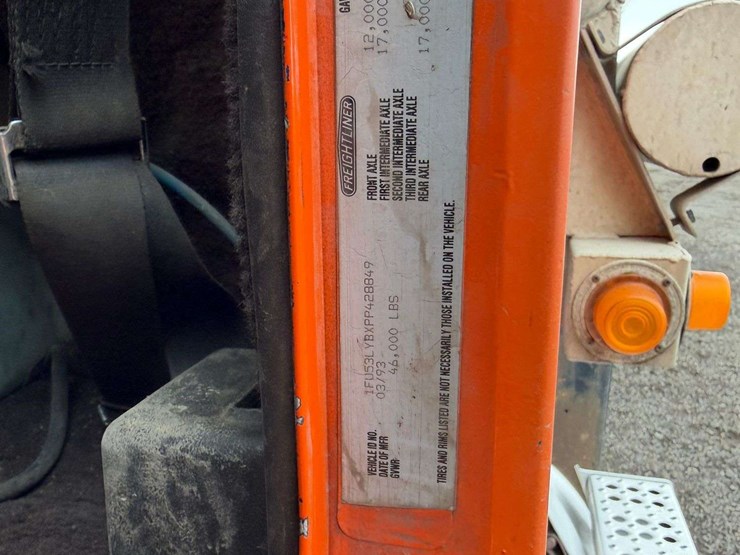 FREIGHTLINER
GA
FRONT AXLE 12,000
FIRST INTERMEDIATE AXLE 17,000
SECOND INTERMEDIATE AXLE
THIRD INTERMEDIATE AXLE
REAR AXLE 17,000
VEHICLE ID NO. 1FU53LYBXPP428849
DATE OF MFR 03/93
GVWR 46,000 LBS
TIRES AND RIMS LISTED ARE NOT NECESSARILY THOSE INSTALLED ON THE VEHICLE.